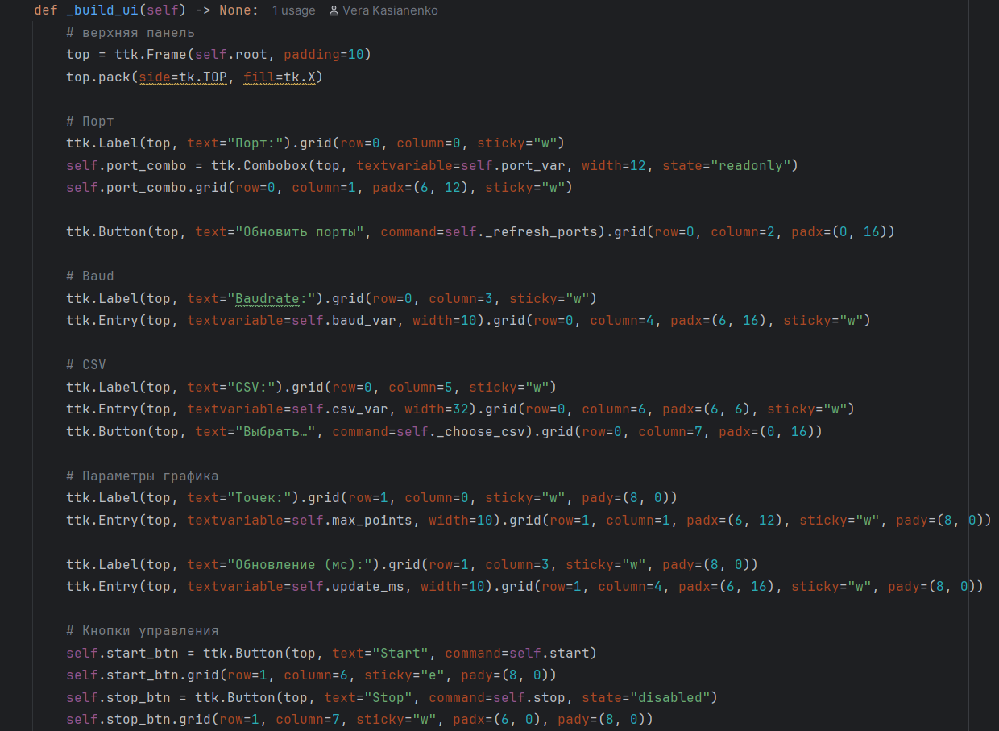 def _build_ui(self) -> None: 1 usage Vera Kasianenko
# верхняя панель
top = ttk.Frame(self.root, padding=10)
top.pack(side=tk.TOP, fill=tk.X)
# Порт
ttk.Label(top, text="Порт:").grid(row=0, column=0, sticky="w")
self.port_combo = ttk.Combobox(top, textvariable=self.port_var, width=12, state="readonly")
self.port_combo.grid(row=0, column=1, padx=(6, 12), sticky="w")
ttk.Button(top, text="Обновить порты", command=self._refresh_ports).grid(row=0, column=2, padx=(0, 16))
# Baud
ttk.Label(top, text="Baudrate:").grid(row=0, column=3, sticky="w")
ttk.Entry(top, textvariable=self.baud_var, width=10).grid(row=0, column=4, padx=(6, 16), sticky="w")
# CSV
ttk.Label(top, text="CSV:").grid(row=0, column=5, sticky="w")
ttk.Entry(top, textvariable=self.csv_var, width=32).grid(row=0, column=6, padx=(6, 6), sticky="w")
ttk.Button(top, text="Выбрать…", command=self._choose_csv).grid(row=0, column=7, padx=(0, 16))
# Параметры графика
ttk.Label(top, text="Точек:").grid(row=1, column=0, sticky="w", pady=(8, 0))
ttk.Entry(top, textvariable=self.max_points, width=10).grid(row=1, column=1, padx=(6, 12), sticky="w", pady=(8, 0))
ttk.Label(top, text="Обновление (мс):").grid(row=1, column=3, sticky="w", pady=(8, 0))
ttk.Entry(top, textvariable=self.update_ms, width=10).grid(row=1, column=4, padx=(6, 16), sticky="w", pady=(8, 0))
# Кнопки управления
self.start_btn = ttk.Button(top, text="Start", command=self.start)
self.start_btn.grid(row=1, column=6, sticky="e", pady=(8, 0))
self.stop_btn = ttk.Button(top, text="Stop", command=self.stop, state="disabled")
self.stop_btn.grid(row=1, column=7, sticky="w", padx=(6, 0), pady=(8, 0))